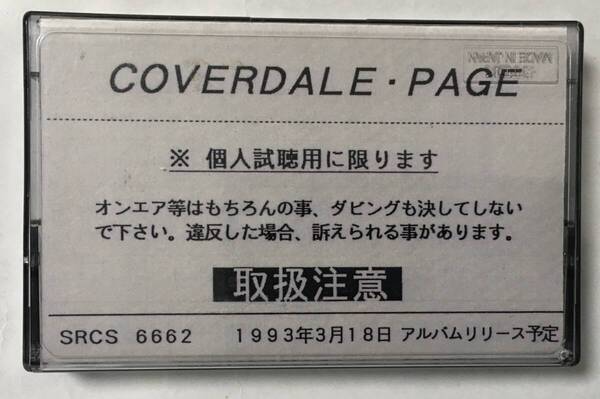 COVERDALE・PAGE
MADE IN JAPAN
※ 個人試聴用に限ります
オンエア等はもちろんの事、ダビングも決してしない
で下さい。違反した場合、訴えられる事があります。
取扱注意
SRCS 6662 1993年3月18日 アルバムリリース予定